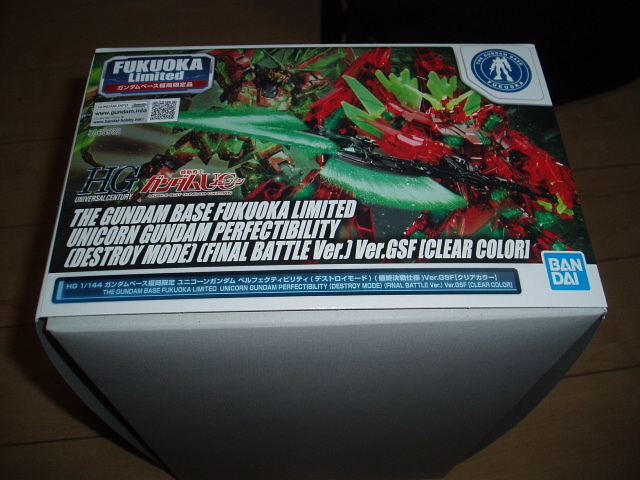 FUKUOKA
Limited
ガンダムベース福岡限定品
THE GUNDAM BASE
FUKUOKA
www.gundam.info
HG
UNIVERSAL CENTURY
機動戦士
ガンダムUC
THE GUNDAM BASE FUKUOKA LIMITED
UNICORN GUNDAM PERFECTIBILITY
(DESTROY MODE) (FINAL BATTLE Ver.) Ver.GSF [CLEAR COLOR]
BAN
DAI
HG 1/144 ガンダムベース福岡限定 ユニコーンガンダム ペルフェクティビリティ(デストロイモード)(最終決戦仕様)Ver.GSF[クリアカラー]
THE GUNDAM BASE FUKUOKA LIMITED UNICORN GUNDAM PERFECTIBILITY (DESTROY MODE) (FINAL BATTLE Ver.) Ver.GSF [CLEAR COLOR]